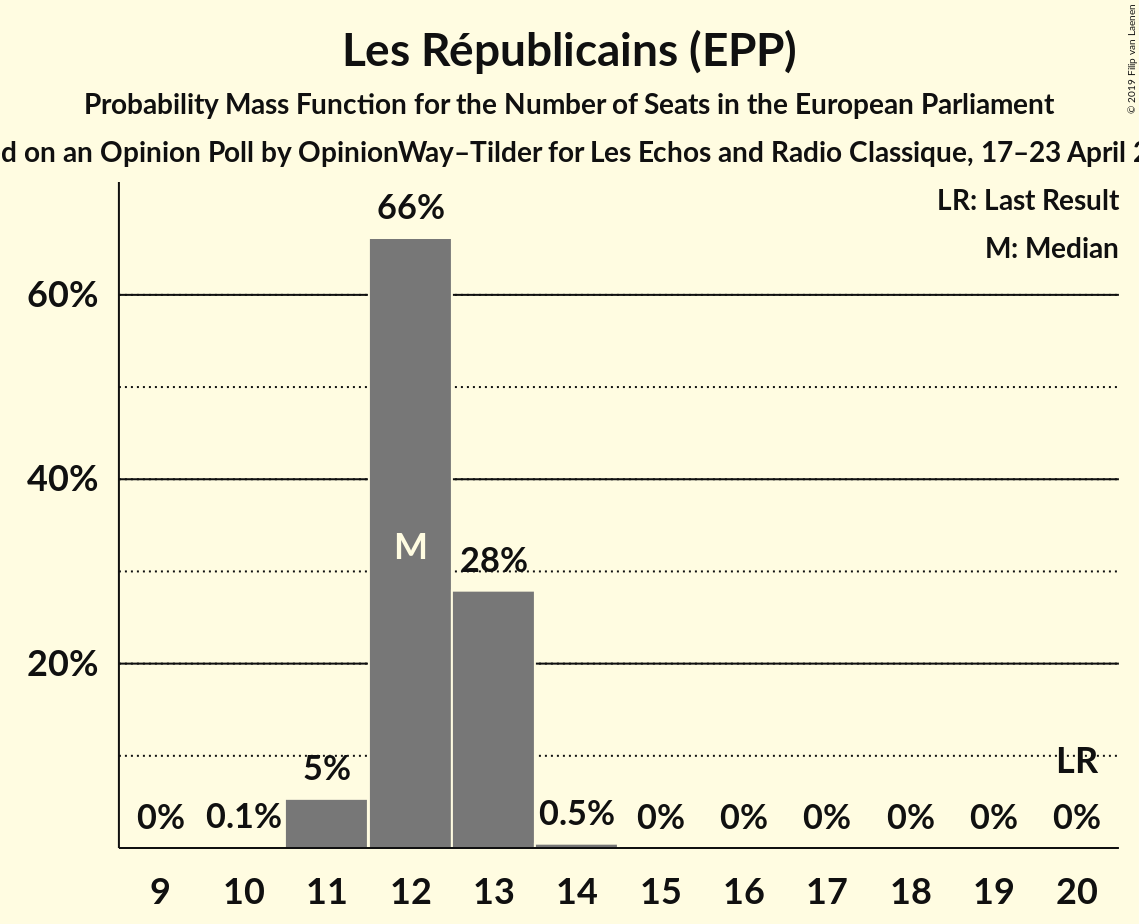 Les Républicains (EPP)
Probability Mass Function for the Number of Seats in the European Parliament
d on an Opinion Poll by OpinionWay–Tilder for Les Echos and Radio Classique, 17–23 April 2
© 2019 Filip van Laenen
LR: Last Result
M: Median
66%
60%
40%
M
28%
20%
5%
LR
0% 0.1% 0.5% 0% 0% 0% 0% 0% 0%
9 10 11 12 13 14 15 16 17 18 19 20